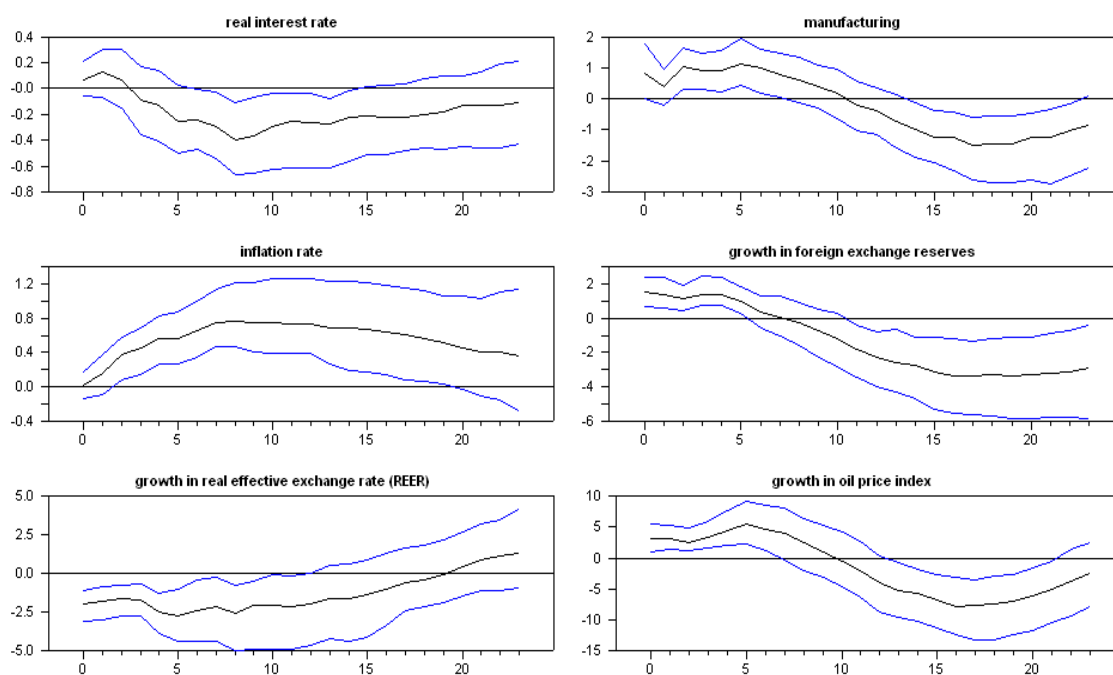 real interest rate
0.4
0.2
-0.0
-0.2
-0.4
-0.6
-0.8
0 5 10 15 20
manufacturing
2
1
0
-1
-2
-3
0 5 10 15 20
inflation rate
1.2
0.8
0.4
0.0
-0.4
0 5 10 15 20
growth in foreign exchange reserves
2
0
-2
-4
-6
0 5 10 15 20
growth in real effective exchange rate (REER)
5.0
2.5
0.0
-2.5
-5.0
0 5 10 15 20
growth in oil price index
10
5
0
-5
-10
-15
0 5 10 15 20